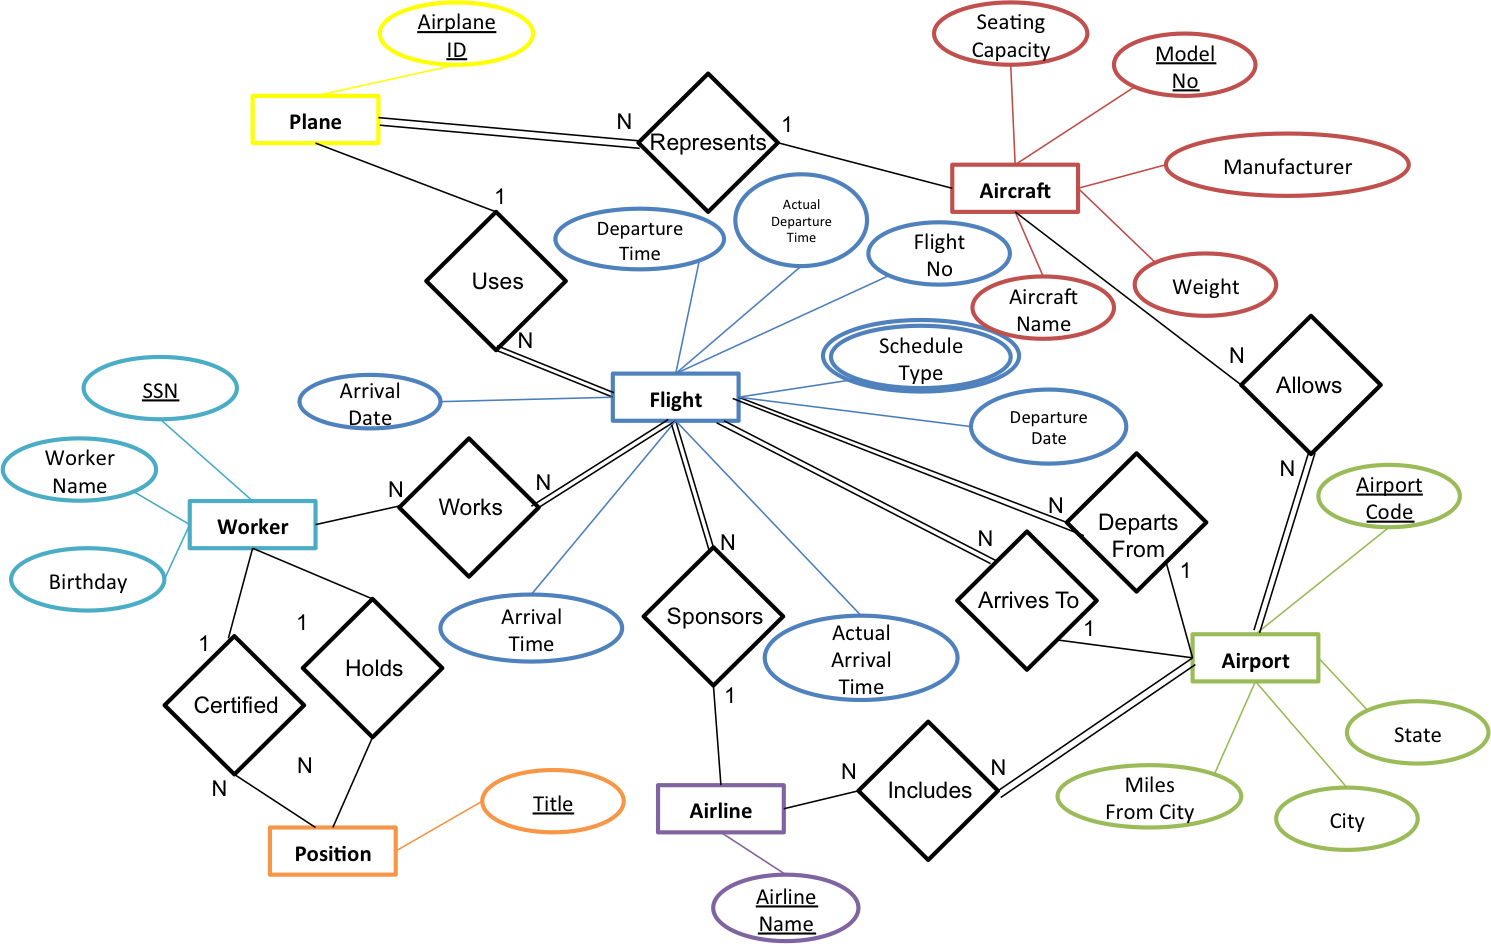 Airplane
ID
Seating
Capacity
Model
No
Plane
N
Represents
1
Aircraft
Manufacturer
1
Uses
N
Departure
Time
Actual
Departure
Time
Flight
No
Aircraft
Name
Weight
Schedule
Type
N
Allows
N
SSN
Arrival
Date
Flight
Departure
Date
Worker
Name
Worker
Birthday
N
Works
N
N
Departs
From
1
Airport
Code
N
Arrives To
1
N
Sponsors
1
Arrival
Time
Actual
Arrival
Time
Airport
State
1
Certified
N
1
Holds
N
Miles
From City
City
N
Includes
N
Airline
Title
Position
Airline
Name